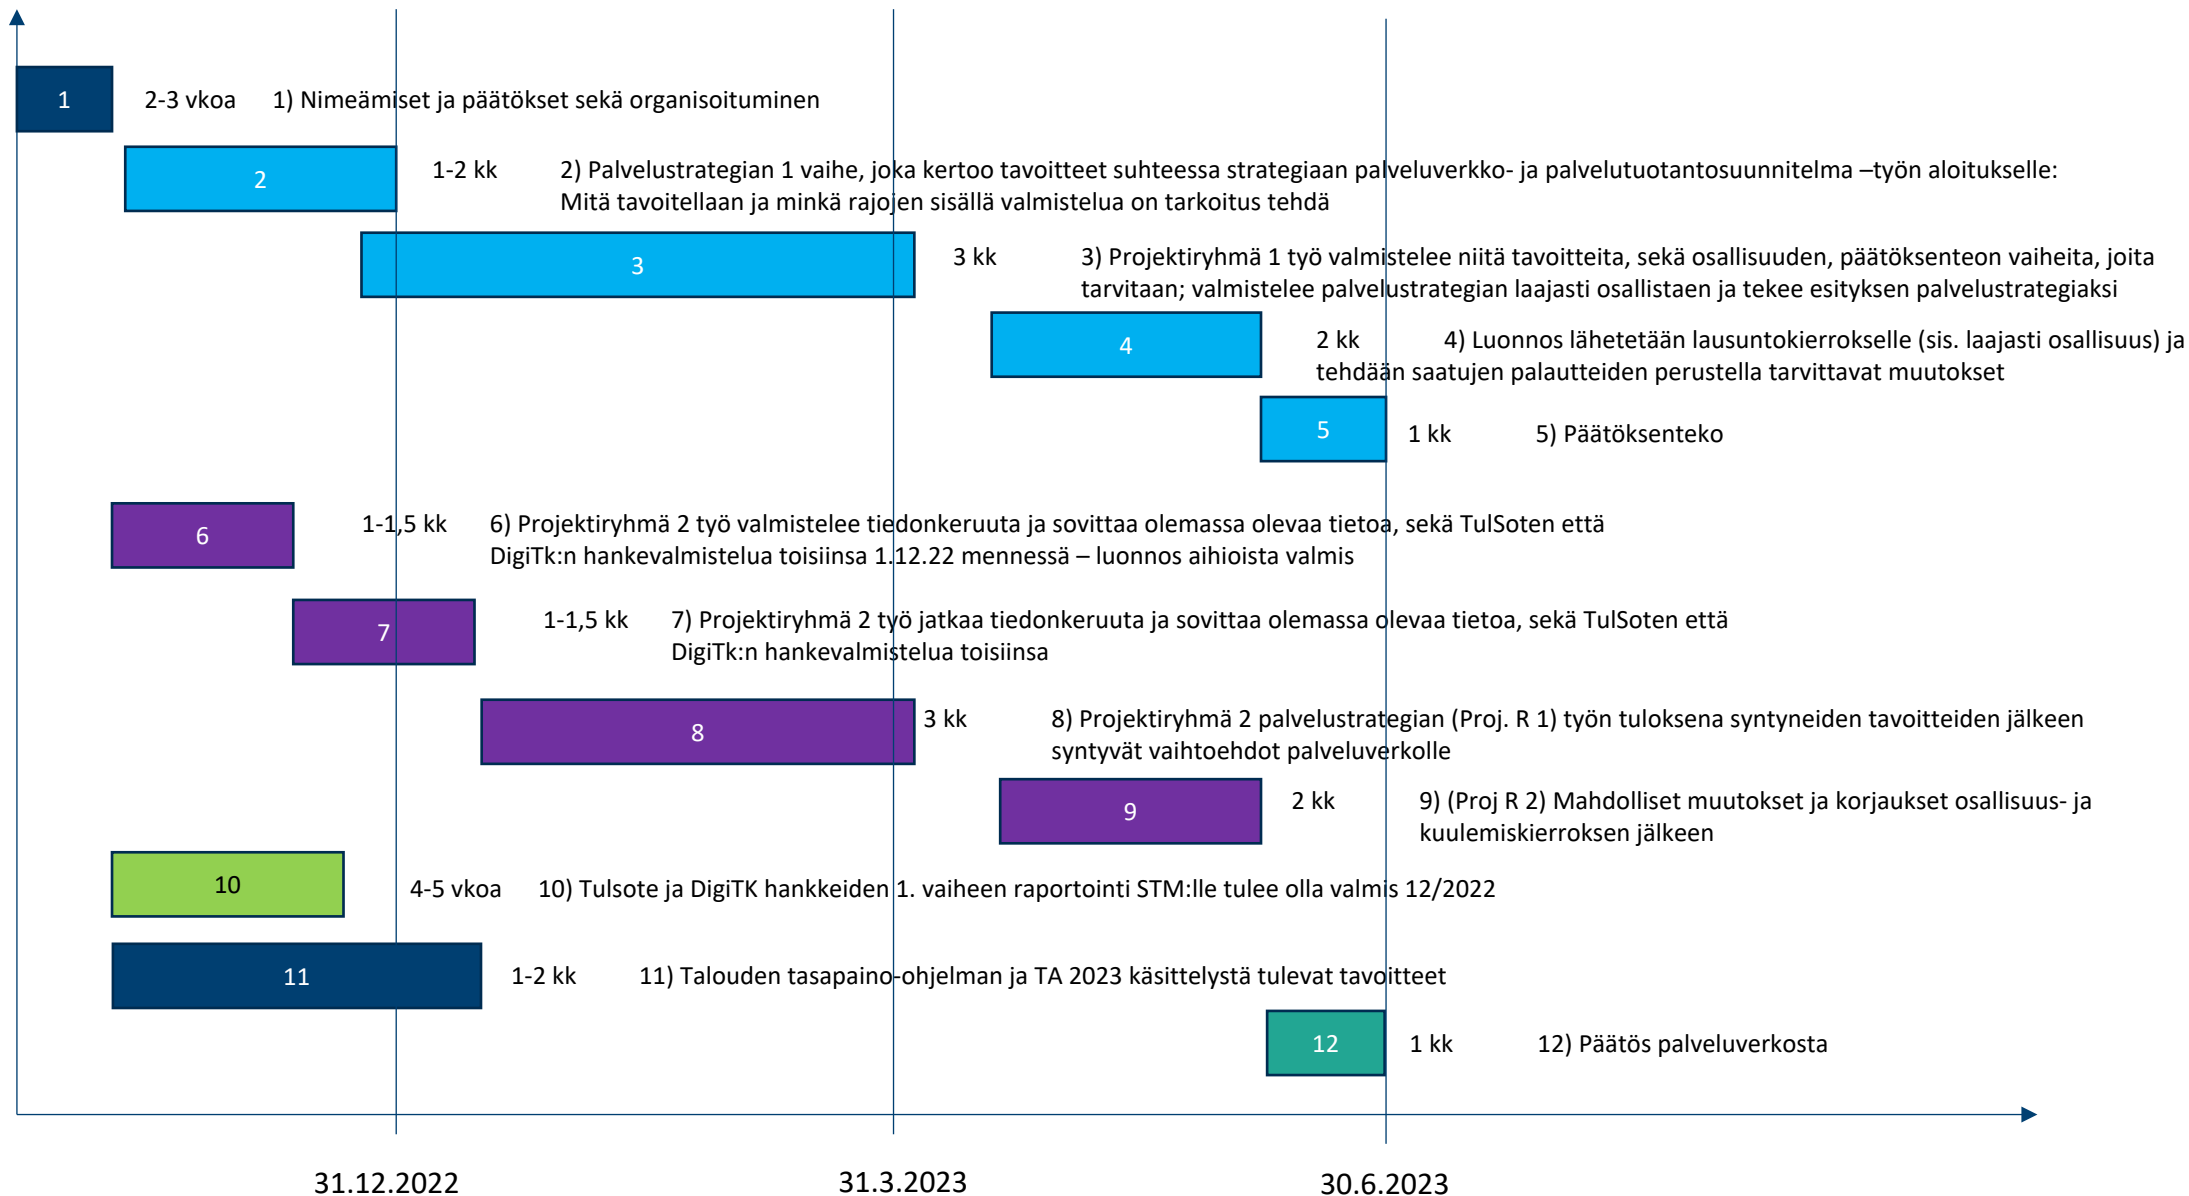 1
2-3 vkoa 1) Nimeämiset ja päätökset sekä organisoituminen
2
1-2 kk 2) Palvelustrategian 1 vaihe, joka kertoo tavoitteet suhteessa strategiaan palveluverkko- ja palvelutuotantosuunnitelma –työn aloitukselle:
Mitä tavoitellaan ja minkä rajojen sisällä valmistelua on tarkoitus tehdä
3
3 kk 3) Projektiryhmä 1 työ valmistelee niitä tavoitteita, sekä osallisuuden, päätöksenteon vaiheita, joita
tarvitaan; valmistelee palvelustrategian laajasti osallistaen ja tekee esityksen palvelustrategiaksi
4
2 kk 4) Luonnos lähetetään lausuntokierrokselle (sis. laajasti osallisuus) ja
tehdään saatujen palautteiden perustella tarvittavat muutokset
5
1 kk 5) Päätöksenteko
6
1-1,5 kk 6) Projektiryhmä 2 työ valmistelee tiedonkeruuta ja sovittaa olemassa olevaa tietoa, sekä TulSoten että
DigiTk:n hankevalmistelua toisiinsa 1.12.22 mennessä – luonnos aihioista valmis
7
1-1,5 kk 7) Projektiryhmä 2 työ jatkaa tiedonkeruuta ja sovittaa olemassa olevaa tietoa, sekä TulSoten että
DigiTk:n hankevalmistelua toisiinsa
8
3 kk 8) Projektiryhmä 2 palvelustrategian (Proj. R 1) työn tuloksena syntyneiden tavoitteiden jälkeen
syntyvät vaihtoehdot palveluverkolle
9
2 kk 9) (Proj R 2) Mahdolliset muutokset ja korjaukset osallisuus- ja
kuulemiskierroksen jälkeen
10
4-5 vkoa 10) Tulsote ja DigiTK hankkeiden 1. vaiheen raportointi STM:lle tulee olla valmis 12/2022
11
1-2 kk 11) Talouden tasapaino-ohjelman ja TA 2023 käsittelystä tulevat tavoitteet
12
1 kk 12) Päätös palveluverkosta
31.12.2022
31.3.2023
30.6.2023